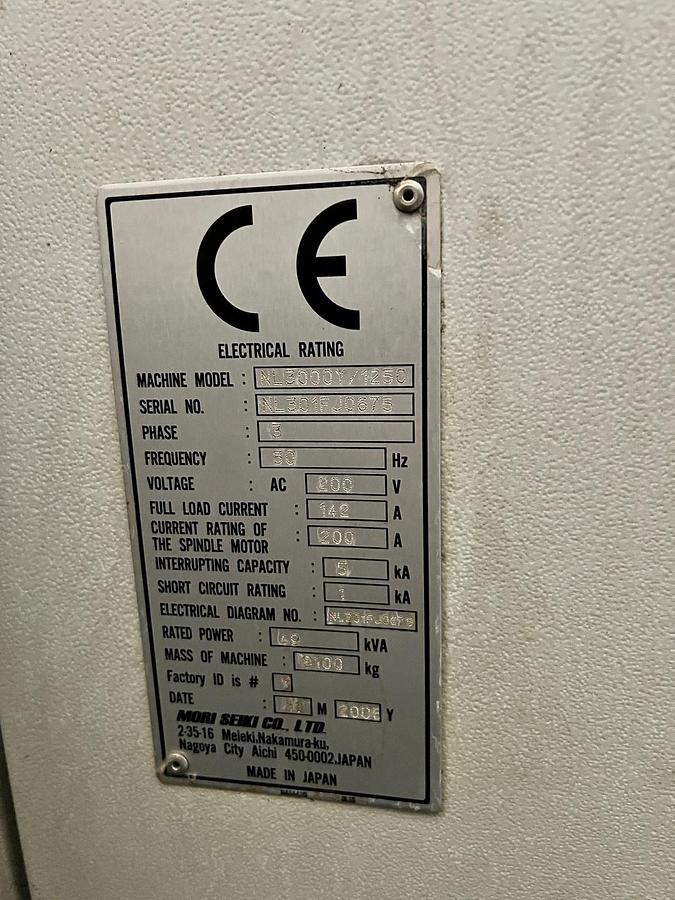 CE
ELECTRICAL RATING
MACHINE MODEL : NL3000Y/1250
SERIAL NO. : NL301FJ0675
PHASE : 3
FREQUENCY : 50 Hz
VOLTAGE : AC 200 V
FULL LOAD CURRENT : 142 A
CURRENT RATING OF
THE SPINDLE MOTOR : 200 A
INTERRUPTING CAPACITY : 5 kA
SHORT CIRCUIT RATING : 1 kA
ELECTRICAL DIAGRAM NO. : NL301FJ0675
RATED POWER : 49 kVA
MASS OF MACHINE : kg
Factory ID is #
DATE : M Y
MORI SEIKI CO., LTD.
2-35-16 Meieki,Nakamura-ku,
Nagoya City Aichi 450-0002,JAPAN
MADE IN JAPAN